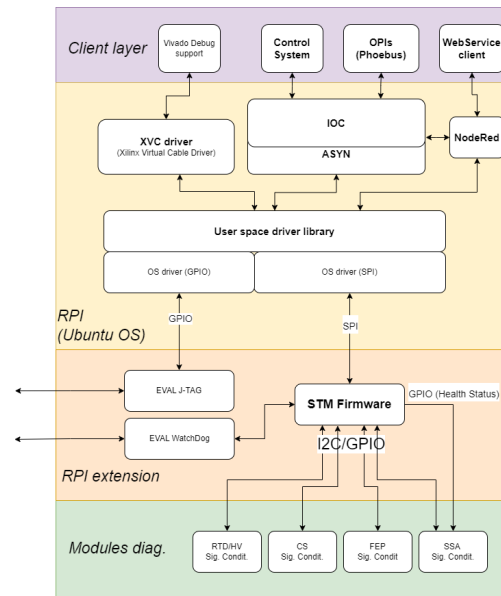 Client layer
Vivado Debug
support
Control
System
OPIs
(Phoebus)
WebService
client
XVC driver
(Xilinx Virtual Cable Driver)
IOC
ASYN
NodeRed
User space driver library
OS driver (GPIO)
OS driver (SPI)
RPI
(Ubuntu OS)
GPIO
SPI
EVAL J-TAG
EVAL WatchDog
STM Firmware
GPIO (Health Status)
I2C/GPIO
RPI extension
Modules diag.
RTD/HV
Sig. Condit.
CS
Sig. Condit.
FEP
Sig. Condit
SSA
Sig. Condit.